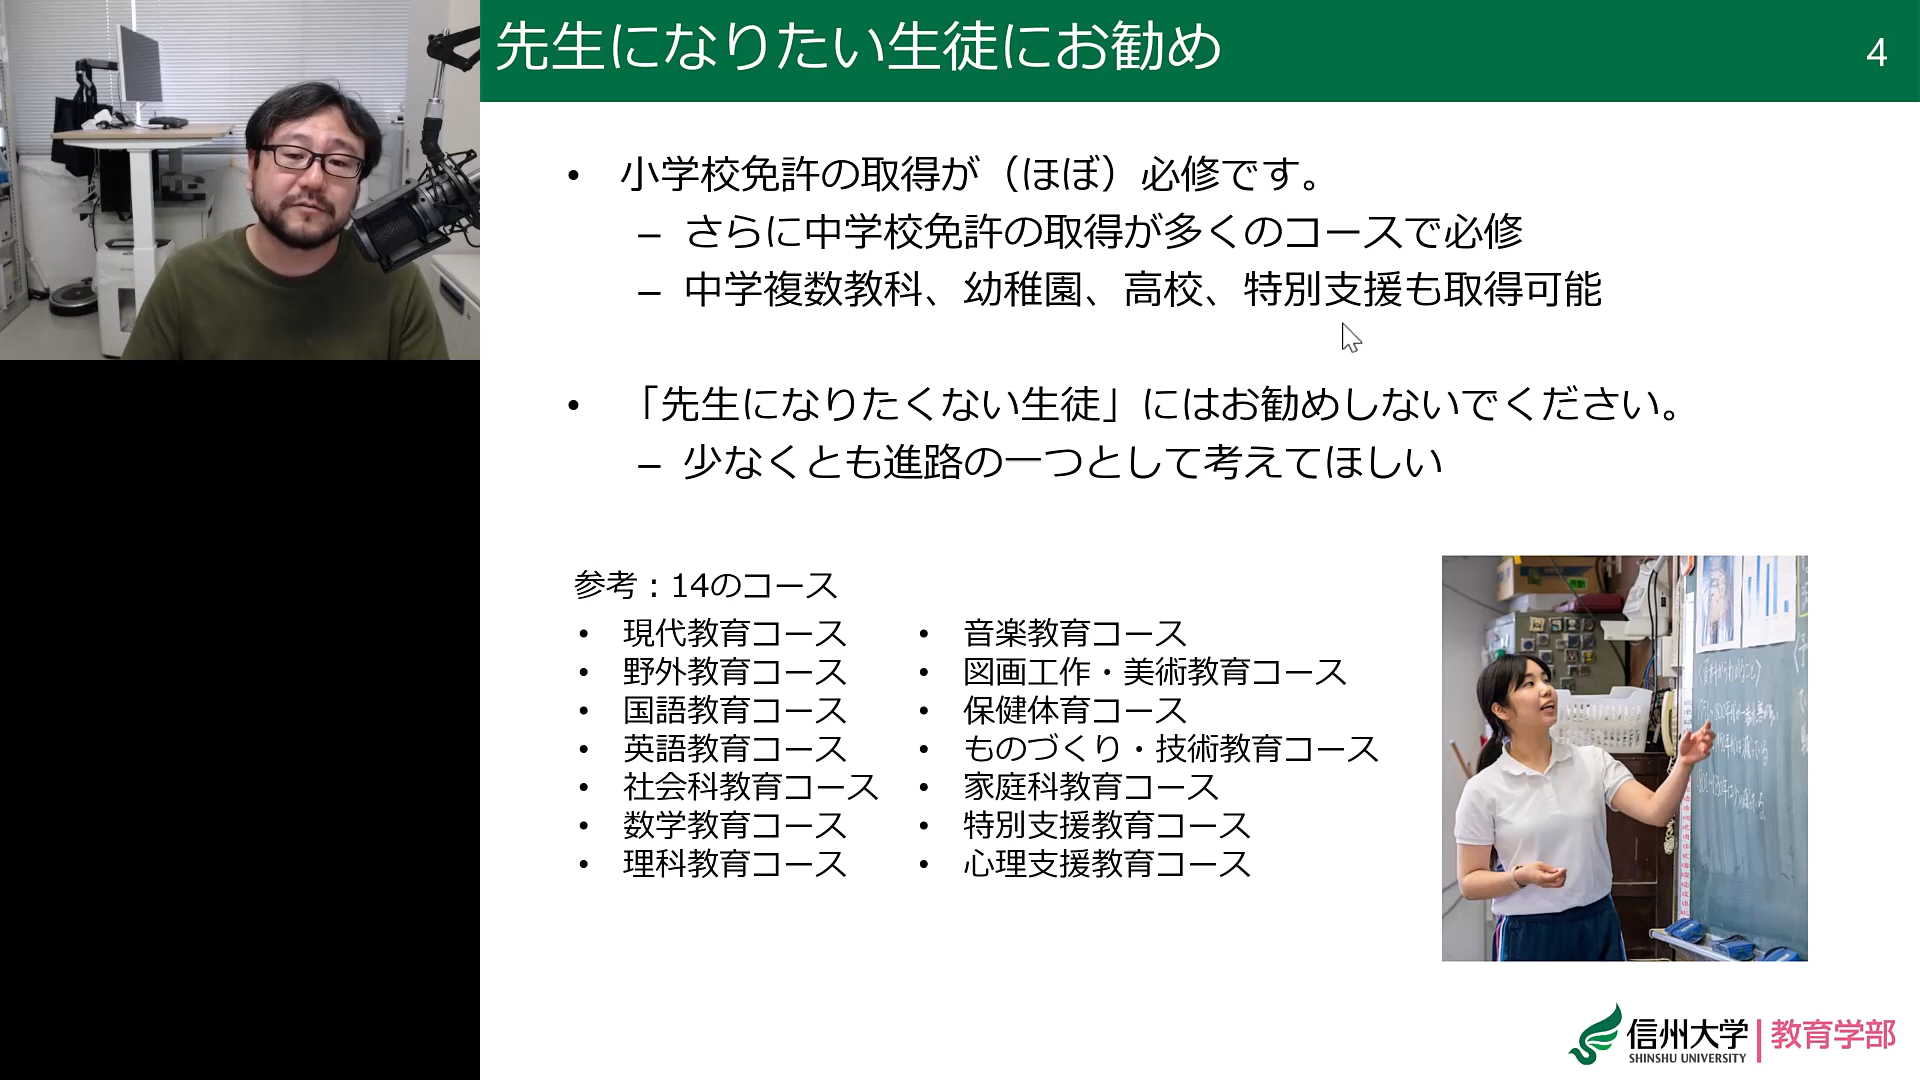 先生になりたい生徒にお勧め
4
• 小学校免許の取得が（ほぼ）必修です。
– さらに中学校免許の取得が多くのコースで必修
– 中学複数教科、幼稚園、高校、特別支援も取得可能
• 「先生になりたくない生徒」にはお勧めしないでください。
– 少なくとも進路の一つとして考えてほしい
参考：14のコース
• 現代教育コース
• 野外教育コース
• 国語教育コース
• 英語教育コース
• 社会科教育コース
• 数学教育コース
• 理科教育コース
• 音楽教育コース
• 図画工作・美術教育コース
• 保健体育コース
• ものづくり・技術教育コース
• 家庭科教育コース
• 特別支援教育コース
• 心理支援教育コース
信州大学
SHINSHU UNIVERSITY
教育学部